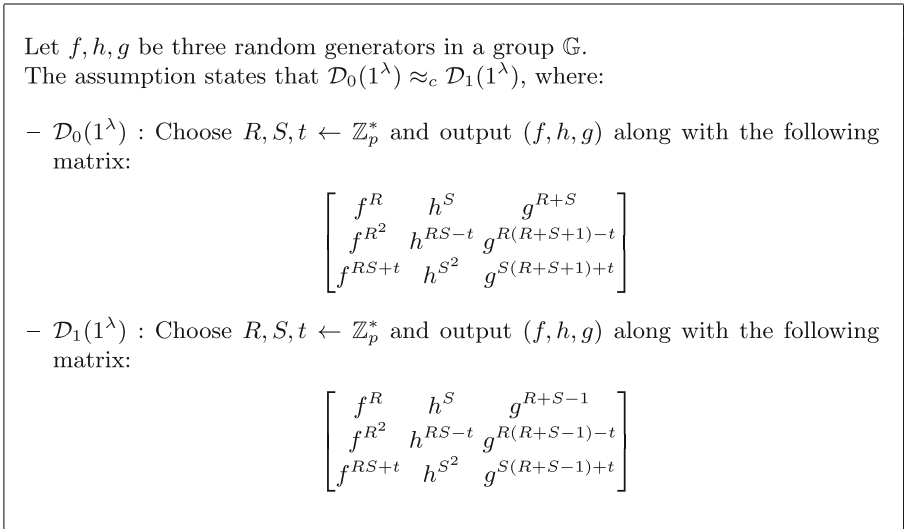 Let f, h, g be three random generators in a group 𝔾.
The assumption states that 𝒟₀(1^λ) ≈_c 𝒟₁(1^λ), where:
– 𝒟₀(1^λ) : Choose R, S, t ← ℤ*_p and output (f, h, g) along with the following
matrix:
f^R h^S g^{R+S}
f^{R^2} h^{RS−t} g^{R(R+S+1)−t}
f^{RS+t} h^{S^2} g^{S(R+S+1)+t}
– 𝒟₁(1^λ) : Choose R, S, t ← ℤ*_p and output (f, h, g) along with the following
matrix:
f^R h^S g^{R+S−1}
f^{R^2} h^{RS−t} g^{R(R+S−1)−t}
f^{RS+t} h^{S^2} g^{S(R+S−1)+t}